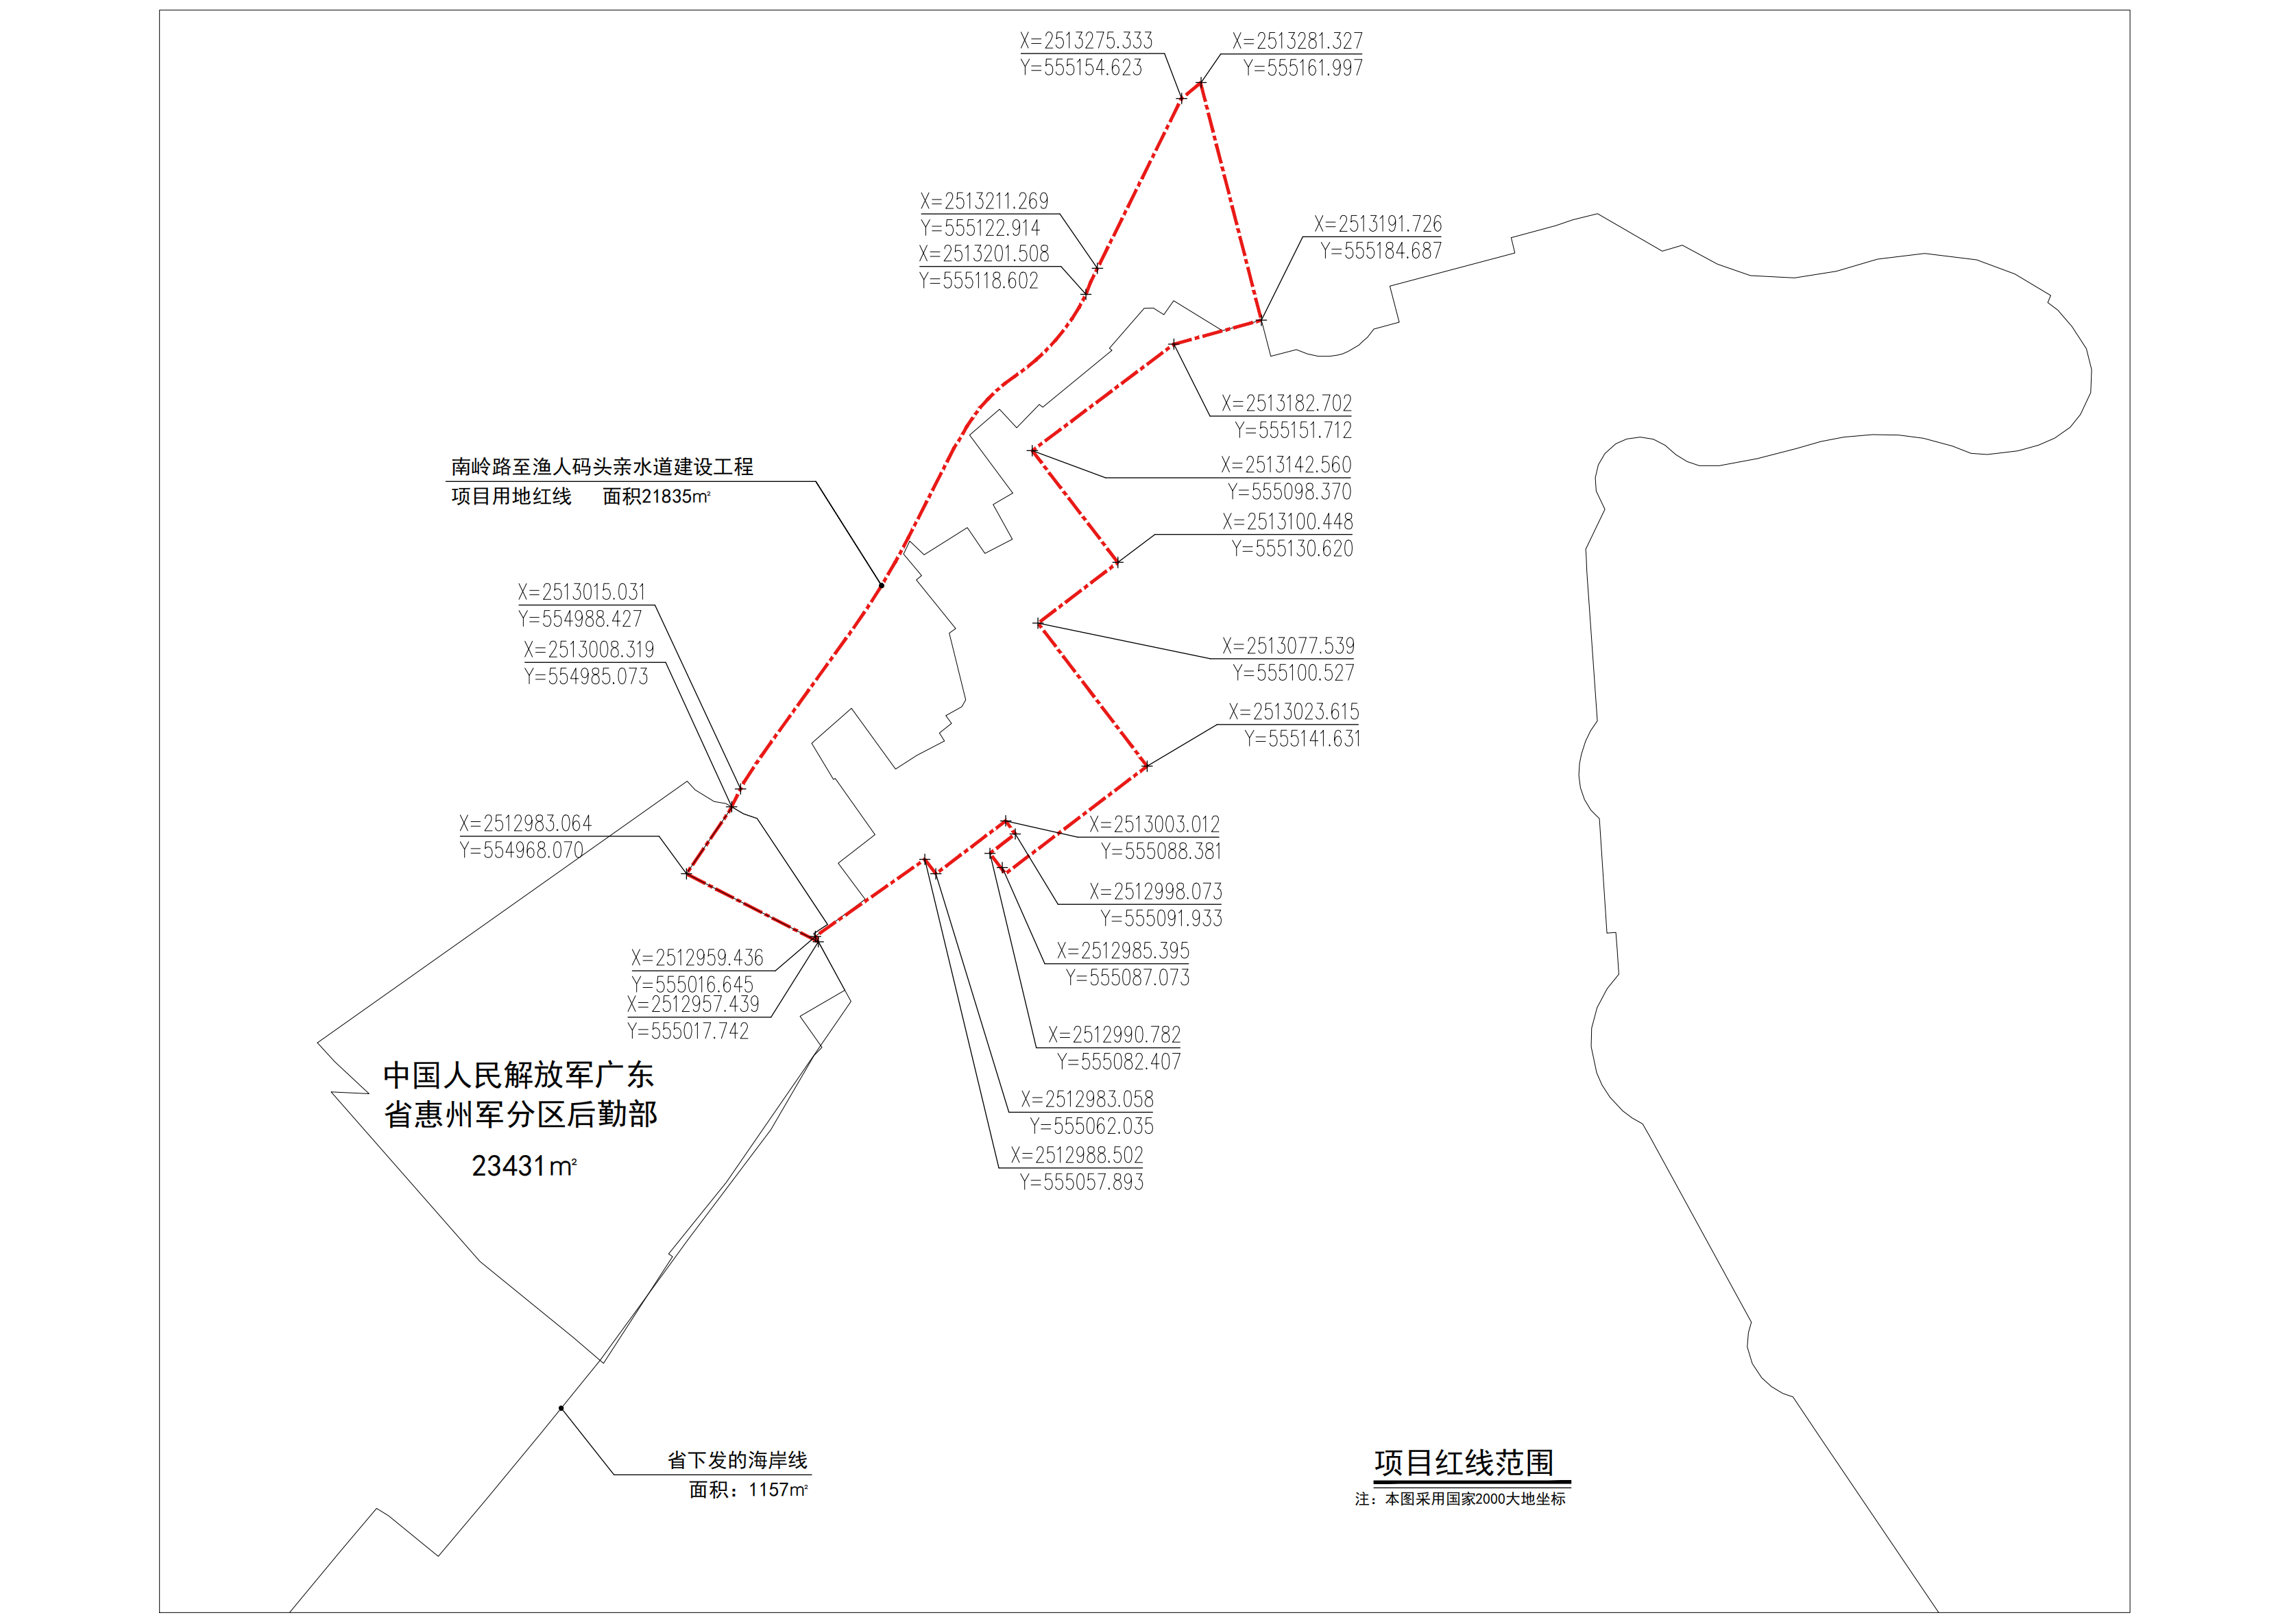 X=2513275.333
Y=555154.623
X=2513281.327
Y=555161.997
X=2513211.269
Y=555122.914
X=2513201.508
Y=555118.602
X=2513191.726
Y=555184.687
X=2513182.702
Y=555151.712
X=2513142.560
Y=555098.370
南岭路至渔人码头亲水道建设工程
项目用地红线 面积21835㎡
X=2513100.448
Y=555130.620
X=2513015.031
Y=554988.427
X=2513008.319
Y=554985.073
X=2513077.539
Y=555100.527
X=2513023.615
Y=555141.631
X=2512983.064
Y=554968.070
X=2513003.012
Y=555088.381
X=2512998.073
Y=555091.933
X=2512985.395
Y=555087.073
X=2512959.436
Y=555016.645
X=2512957.439
Y=555017.742
X=2512990.782
Y=555082.407
中国人民解放军广东
省惠州军分区后勤部
23431㎡
X=2512983.058
Y=555062.035
X=2512988.502
Y=555057.893
省下发的海岸线
面积：1157㎡
项目红线范围
注：本图采用国家2000大地坐标